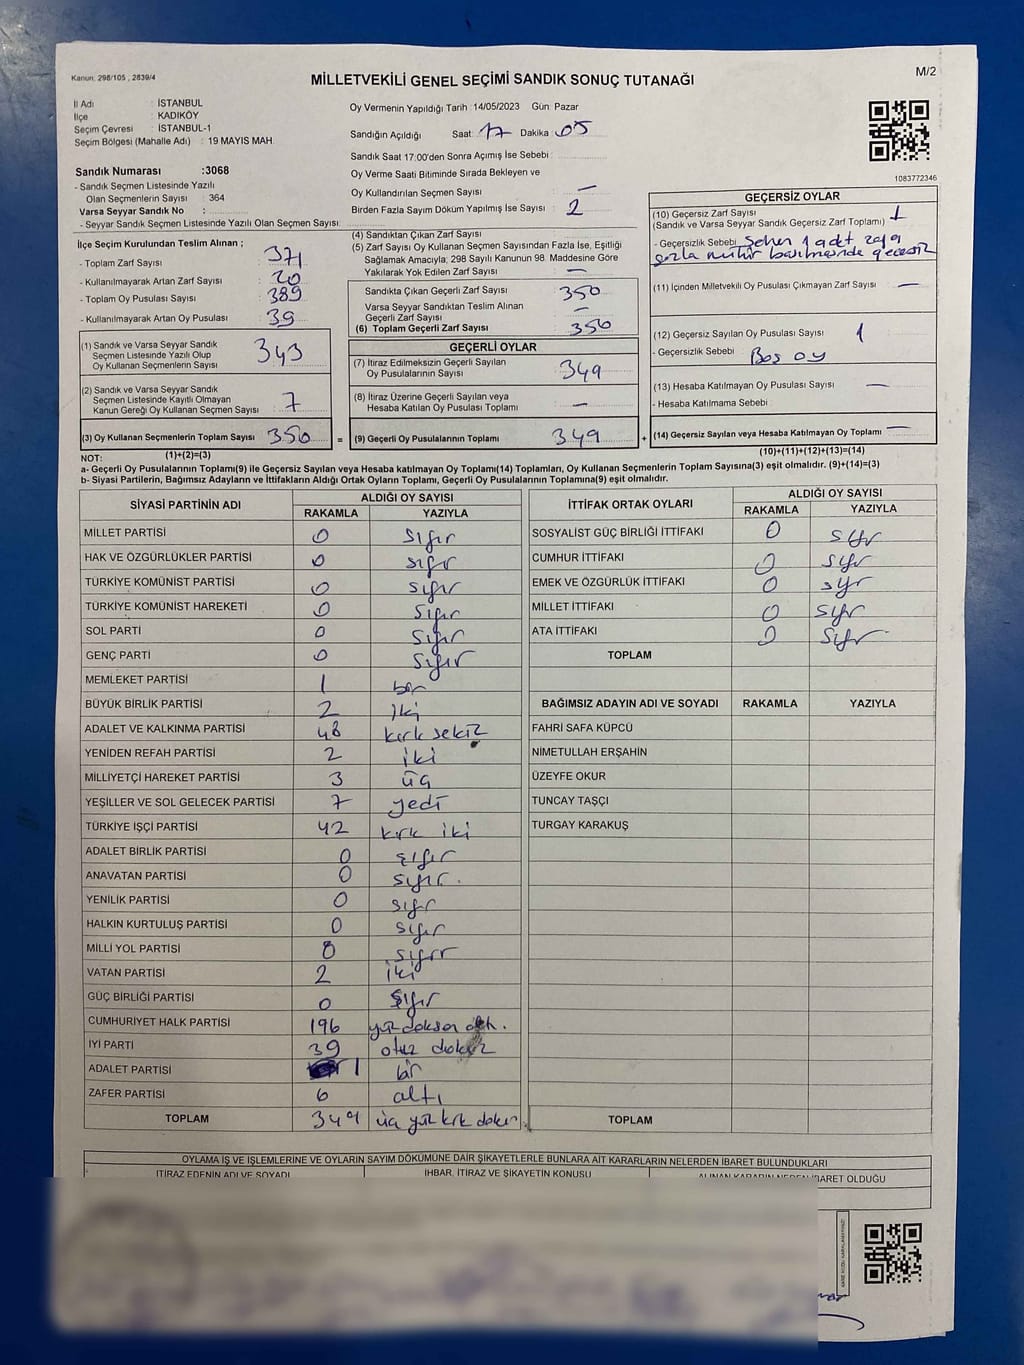 Kanun: 298/105 , 2839/4
MİLLETVEKİLİ GENEL SEÇİMİ SANDIK SONUÇ TUTANAĞI
M/2
İl Adı : İSTANBUL
İlçe : KADIKÖY
Seçim Çevresi : İSTANBUL-1
Seçim Bölgesi (Mahalle Adı) : 19 MAYIS MAH
Oy Vermenin Yapıldığı Tarih :14/05/2023 Gün Pazar
Sandığın Açıldığı Saat: 17 Dakika 05
Sandık Saat 17:00'den Sonra Açımış İse Sebebi :
Oy Verme Saati Bitiminde Sırada Bekleyen ve
Oy Kullandırılan Seçmen Sayısı —
Birden Fazla Sayım Döküm Yapılmış İse Sayısı : 2
1083772346
Sandık Numarası :3068
- Sandık Seçmen Listesinde Yazılı
Olan Seçmenlerin Sayısı : 364
Varsa Seyyar Sandık No :
- Seyyar Sandık Seçmen Listesinde Yazılı Olan Seçmen Sayısı:
İlçe Seçim Kurulundan Teslim Alınan ;
- Toplam Zarf Sayısı : 371
- Kullanılmayarak Artan Zarf Sayısı : 20
- Toplam Oy Pusulası Sayısı : 389
- Kullanılmayarak Artan Oy Pusulası : 39
(1) Sandık ve Varsa Seyyar Sandık
Seçmen Listesinde Yazılı Olup
Oy Kullanan Seçmenlerin Sayısı 343
(2) Sandık ve Varsa Seyyar Sandık
Seçmen Listesinde Kayıtlı Olmayan
Kanun Gereği Oy Kullanan Seçmen Sayısı : 7
(3) Oy Kullanan Seçmenlerin Toplam Sayısı 350 =
(1)+(2)=(3)
(4) Sandıktan Çıkan Zarf Sayısı
(5) Zarf Sayısı Oy Kullanan Seçmen Sayısından Fazla İse, Eşitliği
Sağlamak Amacıyla; 298 Sayılı Kanunun 98. Maddesine Göre
Yakılarak Yok Edilen Zarf Sayısı : —
Sandıkta Çıkan Geçerli Zarf Sayısı 350
Varsa Seyyar Sandıktan Teslim Alınan
Geçerli Zarf Sayısı : —
(6) Toplam Geçerli Zarf Sayısı : 350
GEÇERLİ OYLAR
(7) İtiraz Edilmeksizin Geçerli Sayılan
Oy Pusulalarının Sayısı : 349
(8) İtiraz Üzerine Geçerli Sayılan veya
Hesaba Katılan Oy Pusulası Toplamı : —
(9) Geçerli Oy Pusulalarının Toplamı 349 +
GEÇERSİZ OYLAR
(10) Geçersiz Zarf Sayısı
(Sandık ve Varsa Seyyar Sandık Geçersiz Zarf Toplamı) 1
- Geçersizlik Sebebi 1 adet
fazla mühür basılmasında
(11) İçinden Milletvekili Oy Pusulası Çıkmayan Zarf Sayısı : —
(12) Geçersiz Sayılan Oy Pusulası Sayısı : 1
- Geçersizlik Sebebi Boş oy
(13) Hesaba Katılmayan Oy Pusulası Sayısı : —
- Hesaba Katılmama Sebebi :
(14) Geçersiz Sayılan veya Hesaba Katılmayan Oy Toplamı —
(10)+(11)+(12)+(13)=(14)
NOT:
a- Geçerli Oy Pusulalarının Toplamı(9) ile Geçersiz Sayılan veya Hesaba katılmayan Oy Toplamı(14) Toplamları, Oy Kullanan Seçmenlerin Toplam Sayısına(3) eşit olmalıdır. (9)+(14)=(3)
b- Siyasi Partilerin, Bağımsız Adayların ve İttifakların Aldığı Ortak Oyların Toplamı, Geçerli Oy Pusulalarının Toplamına(9) eşit olmalıdır.
SİYASİ PARTİNİN ADI ALDIĞI OY SAYISI
RAKAMLA YAZIYLA
MİLLET PARTİSİ 0 sıfır
HAK VE ÖZGÜRLÜKLER PARTİSİ 0 sıfır
TÜRKİYE KOMÜNİST PARTİSİ 0 sıfır
TÜRKİYE KOMÜNİST HAREKETİ 0 sıfır
SOL PARTİ 0 sıfır
GENÇ PARTİ 0 sıfır
MEMLEKET PARTİSİ 1 bir
BÜYÜK BİRLİK PARTİSİ 2 iki
ADALET VE KALKINMA PARTİSİ 48 kırk sekiz
YENİDEN REFAH PARTİSİ 2 iki
MİLLİYETÇİ HAREKET PARTİSİ 3 üç
YEŞİLLER VE SOL GELECEK PARTİSİ 7 yedi
TÜRKİYE İŞÇİ PARTİSİ 42 kırk iki
ADALET BİRLİK PARTİSİ 0 sıfır
ANAVATAN PARTİSİ 0 sıfır.
YENİLİK PARTİSİ 0 sıfır
HALKIN KURTULUŞ PARTİSİ 0 sıfır
MİLLİ YOL PARTİSİ 0 sıfır
VATAN PARTİSİ 2 iki
GÜÇ BİRLİĞİ PARTİSİ 0 sıfır
CUMHURİYET HALK PARTİSİ 196 yüz doksan altı.
İYİ PARTİ 39 otuz dokuz
ADALET PARTİSİ 1 bir
ZAFER PARTİSİ 6 altı
TOPLAM 349 üç yüz kırk dokuz
İTTİFAK ORTAK OYLARI ALDIĞI OY SAYISI
RAKAMLA YAZIYLA
SOSYALİST GÜÇ BİRLİĞİ İTTİFAKI 0 sıfır
CUMHUR İTTİFAKI 0 sıfır
EMEK VE ÖZGÜRLÜK İTTİFAKI 0 sıfır
MİLLET İTTİFAKI 0 sıfır
ATA İTTİFAKI 0 sıfır
TOPLAM
BAĞIMSIZ ADAYIN ADI VE SOYADI RAKAMLA YAZIYLA
FAHRİ SAFA KÜPCÜ
NİMETULLAH ERŞAHİN
ÜZEYFE OKUR
TUNCAY TAŞÇI
TURGAY KARAKUŞ
TOPLAM
OYLAMA İŞ VE İŞLEMLERİNE VE OYLARIN SAYIM DÖKÜMÜNE DAİR ŞİKAYETLERLE BUNLARA AİT KARARLARIN NELERDEN İBARET BULUNDUKLARI
İTİRAZ EDENİN ADI VE SOYADI İHBAR, İTİRAZ VE ŞİKAYETİN KONUSU ALINAN KARARIN NEDEN İBARET OLDUĞU